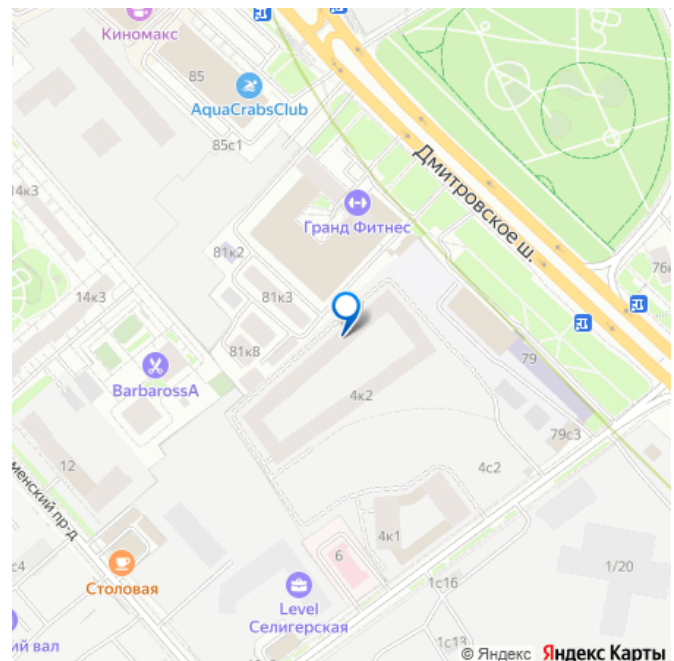 Киномакс
85
AquaCrabsClub
85с1
Дмитровское ш.
14к3
Гранд Фитнес
81к2
76
14к3
81к3
81к8
79
BarbarossA
4к2
79с3
12
4с2
менский пр-д
4к1
6
1/20
с4
Столовая
1с16
Level
Селигерская
ий вал
1с13
© Яндекс Яндекс Карты